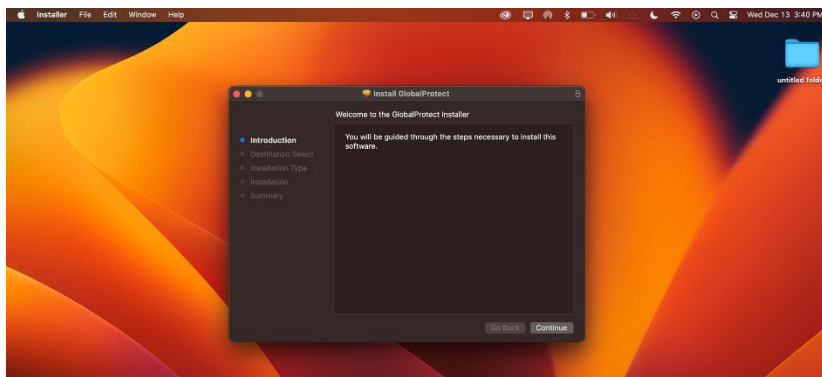 Installer File Edit Window Help
Wed Dec 13 3:40 PM
untitled folde
Install GlobalProtect
Welcome to the GlobalProtect Installer
Introduction
Destination Select
Installation Type
Installation
Summary
You will be guided through the steps necessary to install this
software.
Go Back Continue